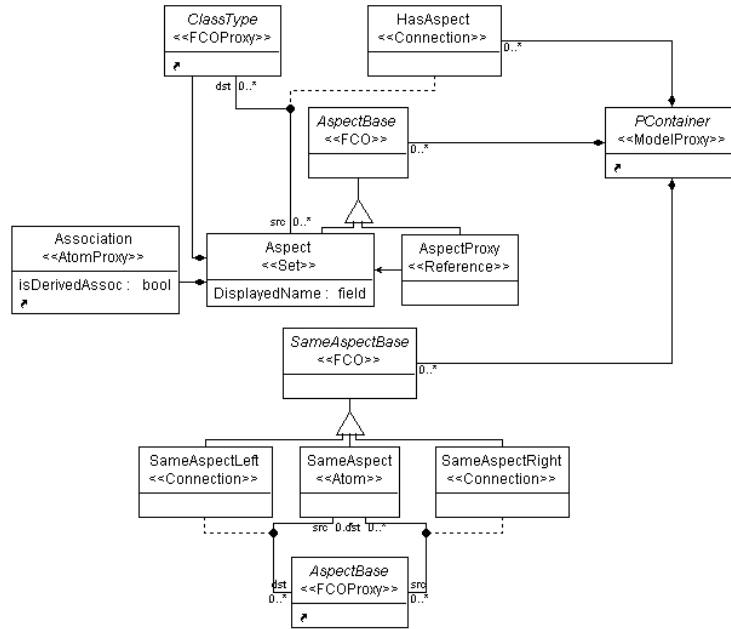 ClassType
<<FCOProxy>>
HasAspect
<<Connection>>
0..*
dst 0..*
AspectBase
<<FCO>>
0..*
PContainer
<<ModelProxy>>
src 0..*
Association
<<AtomProxy>>
isDerivedAssoc : bool
Aspect
<<Set>>
DisplayedName : field
AspectProxy
<<Reference>>
SameAspectBase
<<FCO>>
0..*
SameAspectLeft
<<Connection>>
SameAspect
<<Atom>>
SameAspectRight
<<Connection>>
src 0..dst 0..*
dst
0..*
AspectBase
<<FCOProxy>>
src
0..*